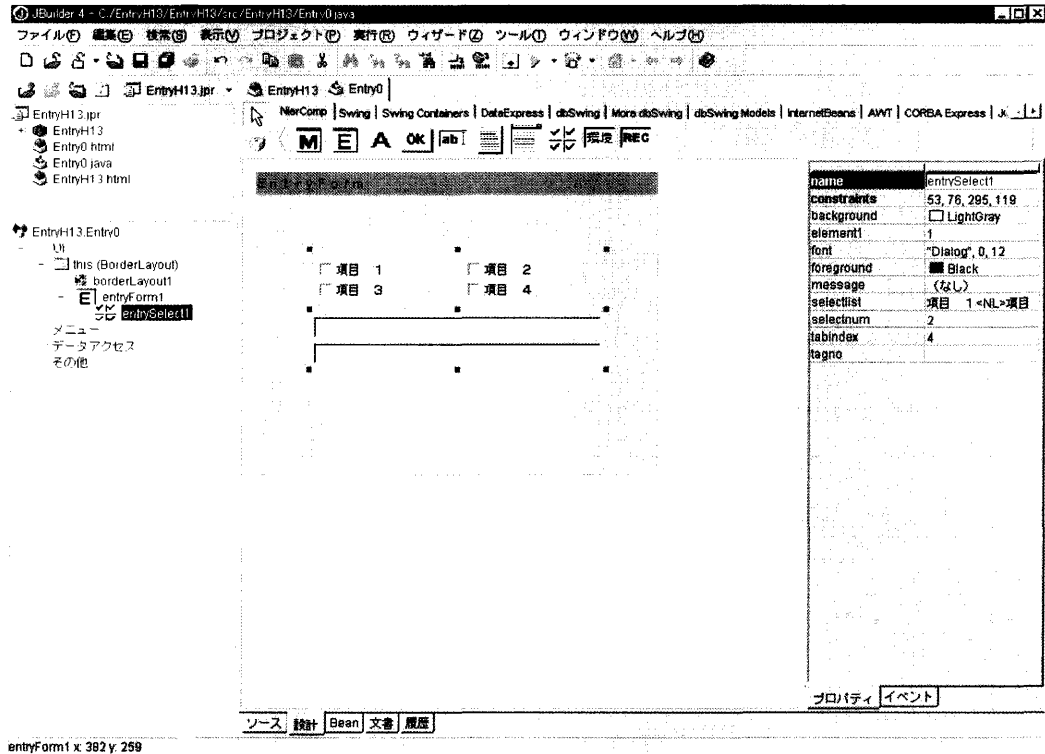 JBuilder 4 - C:/EntryH13/EntryH13/src/EntryH13/Entry0.java
ファイル(F) 編集(E) 検索(S) 表示(V) プロジェクト(P) 実行(R) ウィザード(Z) ツール(T) ウィンドウ(W) ヘルプ(H)
EntryH13.jpr
EntryH13 Entry0
EntryH13.jpr
EntryH13
Entry0.html
Entry0.java
EntryH13.html
NierComp Swing Swing Containers DataExpress dbSwing More dbSwing dbSwing Models InternetBeans AWT CORBA Express
M E A OK ab 環境 REC
EntryForm
項目 1 項目 2
項目 3 項目 4
EntryH13.Entry0
UI
this (BorderLayout)
borderLayout1
E entryForm1
entrySelect1
メニュー
データアクセス
その他
name entrySelect1
constraints 53, 76, 295, 119
background LightGray
element1 1
font "Dialog", 0, 12
foreground Black
message (なし)
selectlist 項目 1 <NL>項目
selectnum 2
tabindex 4
tagno
プロパティ イベント
ソース 設計 Bean 文書 履歴
entryForm1 x: 382 y: 259